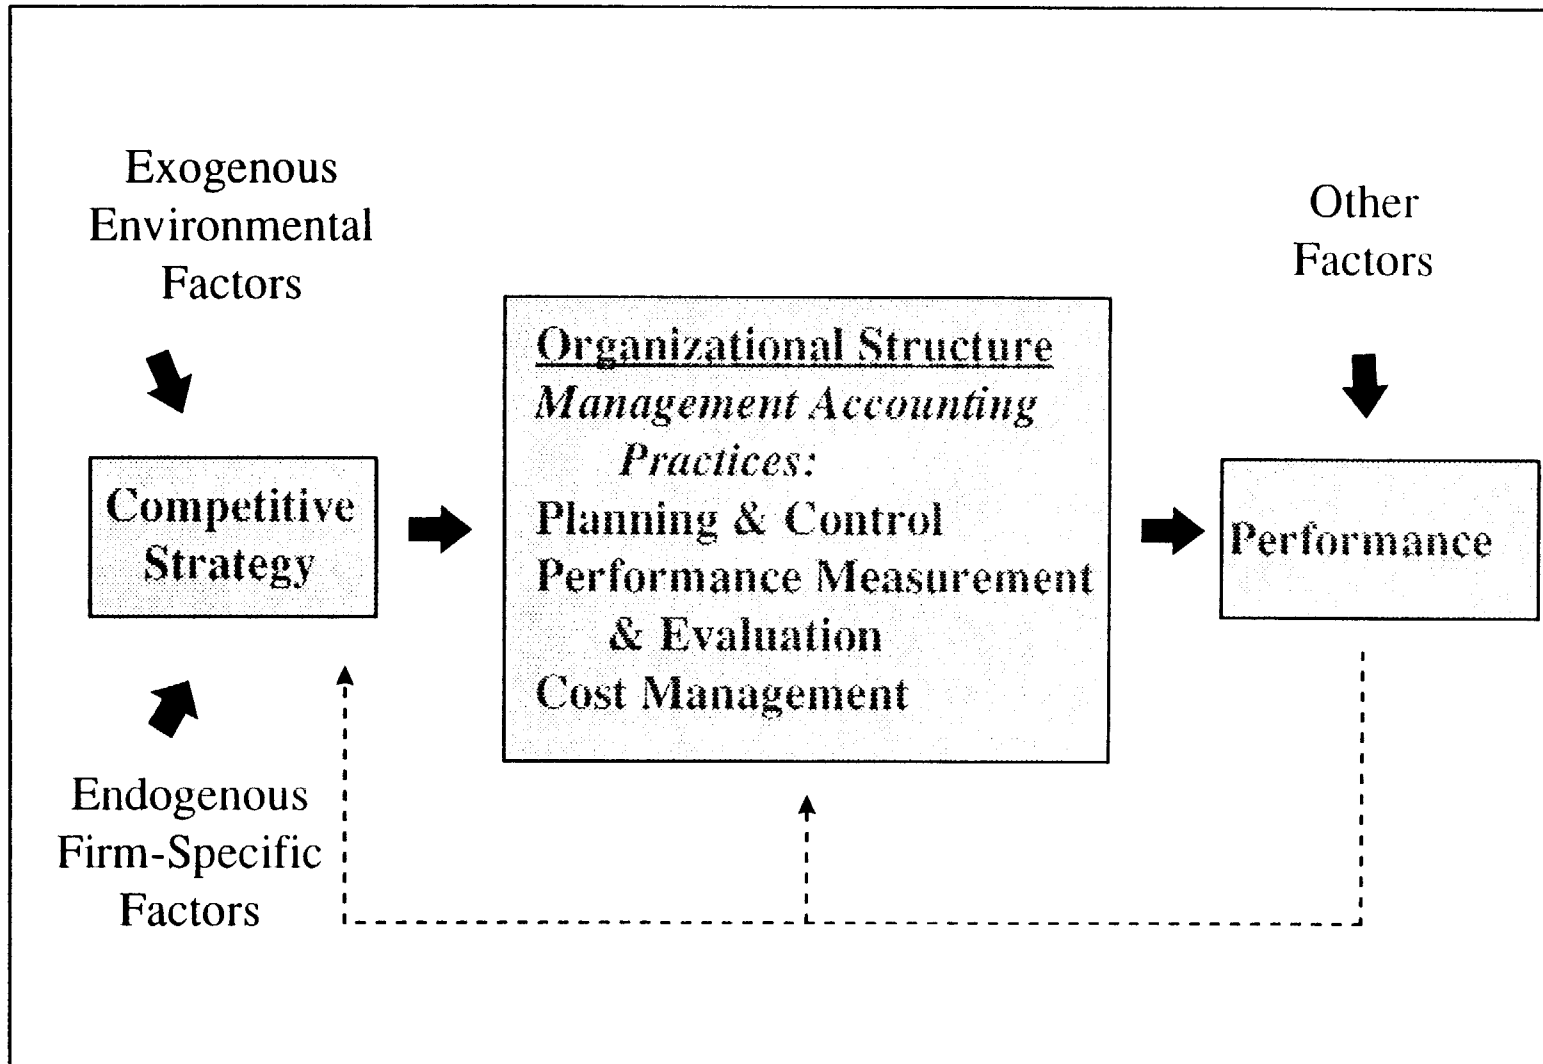 Exogenous
Environmental
Factors
Other
Factors
Organizational Structure
Management Accounting
Practices:
Planning & Control
Performance Measurement
& Evaluation
Cost Management
Competitive
Strategy
Performance
Endogenous
Firm-Specific
Factors